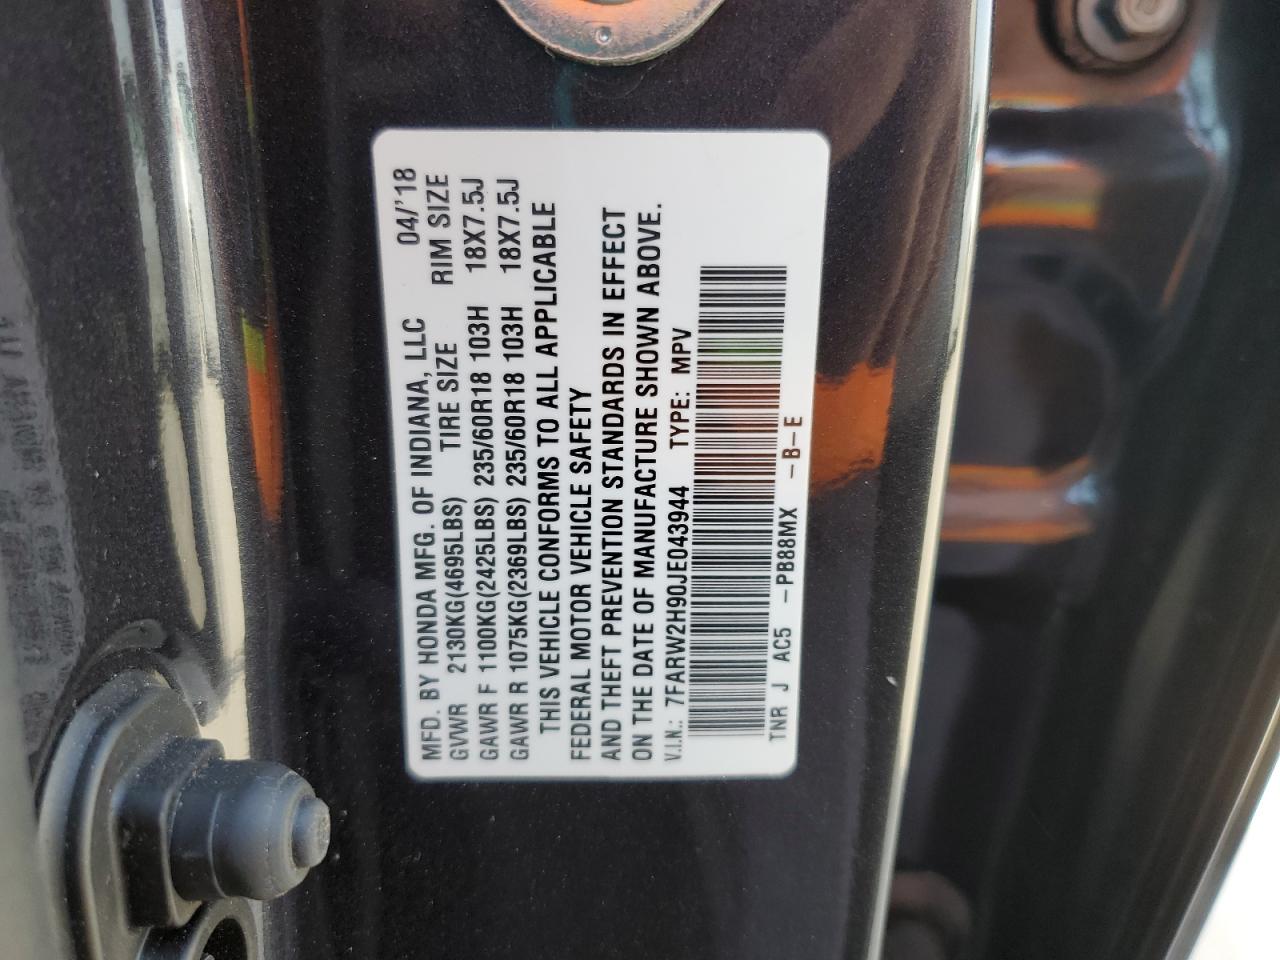 MFD. BY HONDA MFG. OF INDIANA, LLC 04/'18
GVWR 2130KG(4695LBS) TIRE SIZE RIM SIZE
GAWR F 1100KG(2425LBS) 235/60R18 103H 18X7.5J
GAWR R 1075KG(2369LBS) 235/60R18 103H 18X7.5J
THIS VEHICLE CONFORMS TO ALL APPLICABLE
FEDERAL MOTOR VEHICLE SAFETY
AND THEFT PREVENTION STANDARDS IN EFFECT
ON THE DATE OF MANUFACTURE SHOWN ABOVE.
V.I.N.: 7FARW2H90JE043944 TYPE: MPV
TNR J AC5 -PB88MX -B-E